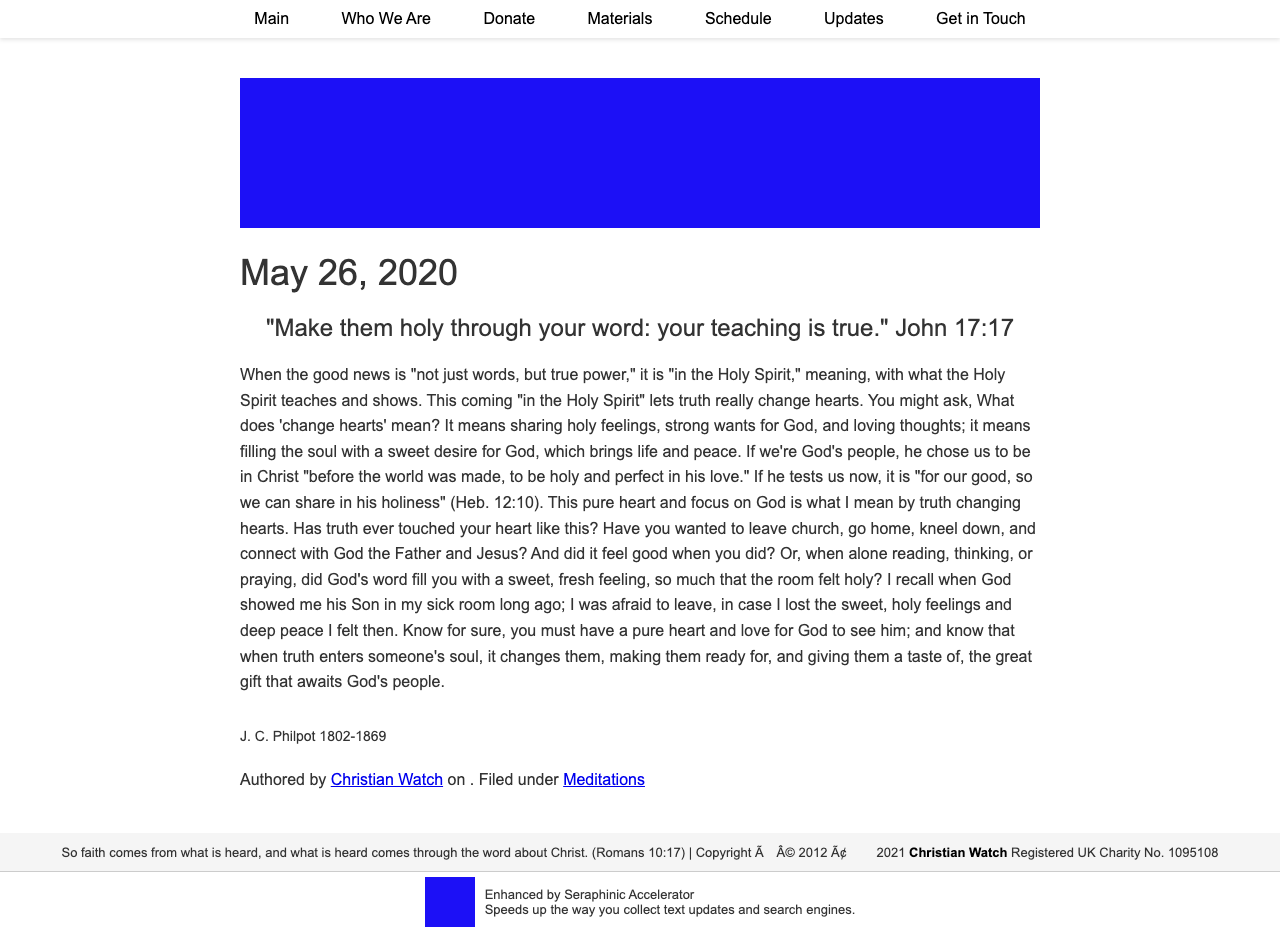 Main Who We Are Donate Materials Schedule Updates Get in Touch
May 26, 2020
"Make them holy through your word: your teaching is true." John 17:17
When the good news is "not just words, but true power," it is "in the Holy Spirit," meaning, with what the Holy
Spirit teaches and shows. This coming "in the Holy Spirit" lets truth really change hearts. You might ask, What
does 'change hearts' mean? It means sharing holy feelings, strong wants for God, and loving thoughts; it means
filling the soul with a sweet desire for God, which brings life and peace. If we're God's people, he chose us to be
in Christ "before the world was made, to be holy and perfect in his love." If he tests us now, it is "for our good, so
we can share in his holiness" (Heb. 12:10). This pure heart and focus on God is what I mean by truth changing
hearts. Has truth ever touched your heart like this? Have you wanted to leave church, go home, kneel down, and
connect with God the Father and Jesus? And did it feel good when you did? Or, when alone reading, thinking, or
praying, did God's word fill you with a sweet, fresh feeling, so much that the room felt holy? I recall when God
showed me his Son in my sick room long ago; I was afraid to leave, in case I lost the sweet, holy feelings and
deep peace I felt then. Know for sure, you must have a pure heart and love for God to see him; and know that
when truth enters someone's soul, it changes them, making them ready for, and giving them a taste of, the great
gift that awaits God's people.
J. C. Philpot 1802-1869
Authored by Christian Watch on . Filed under Meditations
So faith comes from what is heard, and what is heard comes through the word about Christ. (Romans 10:17) | Copyright Ã Â© 2012 Ã¢ 2021 Christian Watch Registered UK Charity No. 1095108
Enhanced by Seraphinic Accelerator
Speeds up the way you collect text updates and search engines.